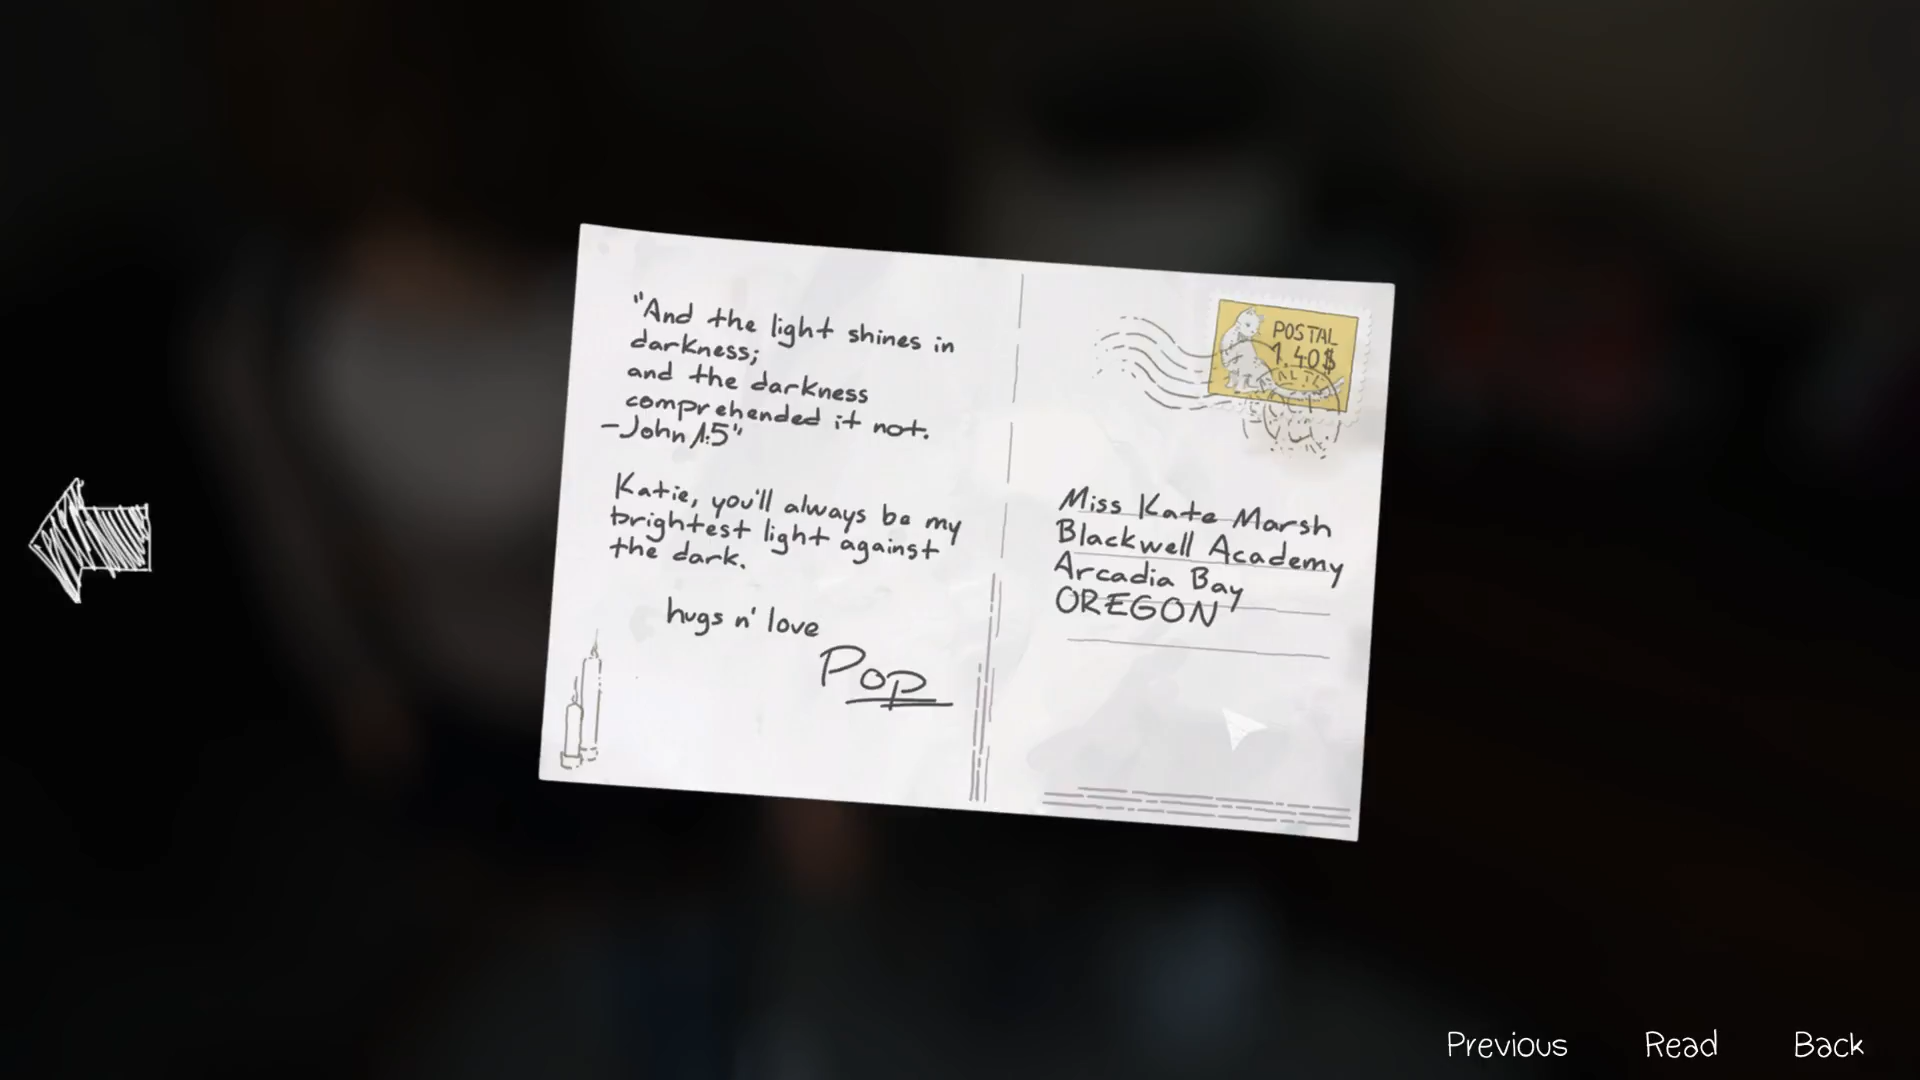 "And the light shines in
darkness;
and the darkness
comprehended it not.
-John 1:5"
Katie, you'll always be my
brightest light against
the dark.
hugs n' love
Pop
POSTAL
1.40$
Miss Kate Marsh
Blackwell Academy
Arcadia Bay
OREGON
Previous
Read
Back